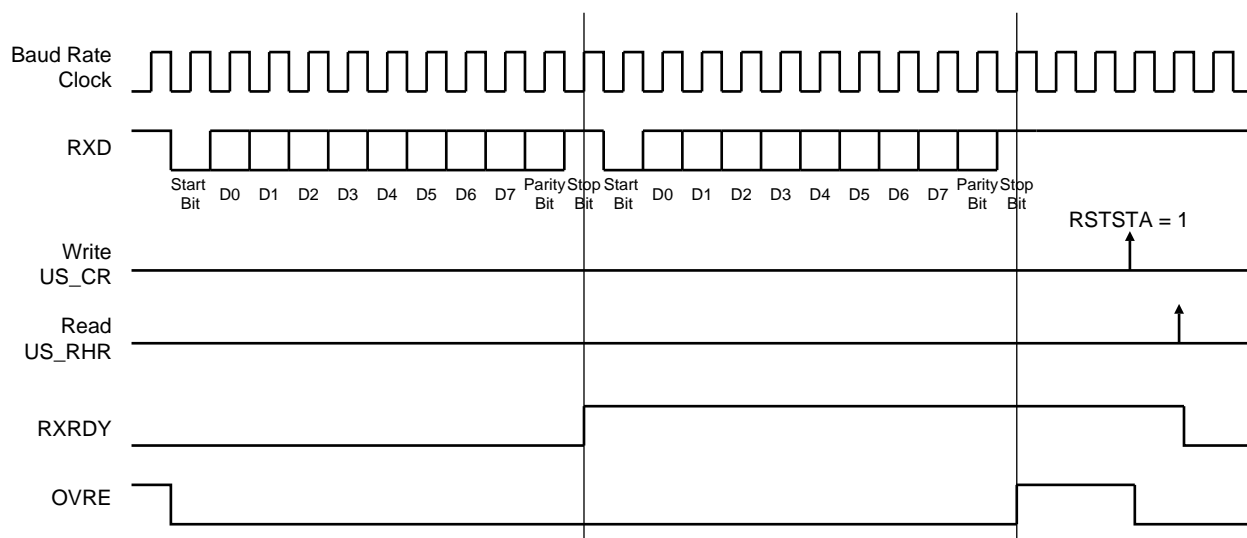 Baud Rate
Clock
RXD
Start
Bit
D0
D1
D2
D3
D4
D5
D6
D7
Parity
Bit
Stop
Bit
Start
Bit
D0
D1
D2
D3
D4
D5
D6
D7
Parity
Bit
Stop
Bit
RSTSTA = 1
Write
US_CR
Read
US_RHR
RXRDY
OVRE